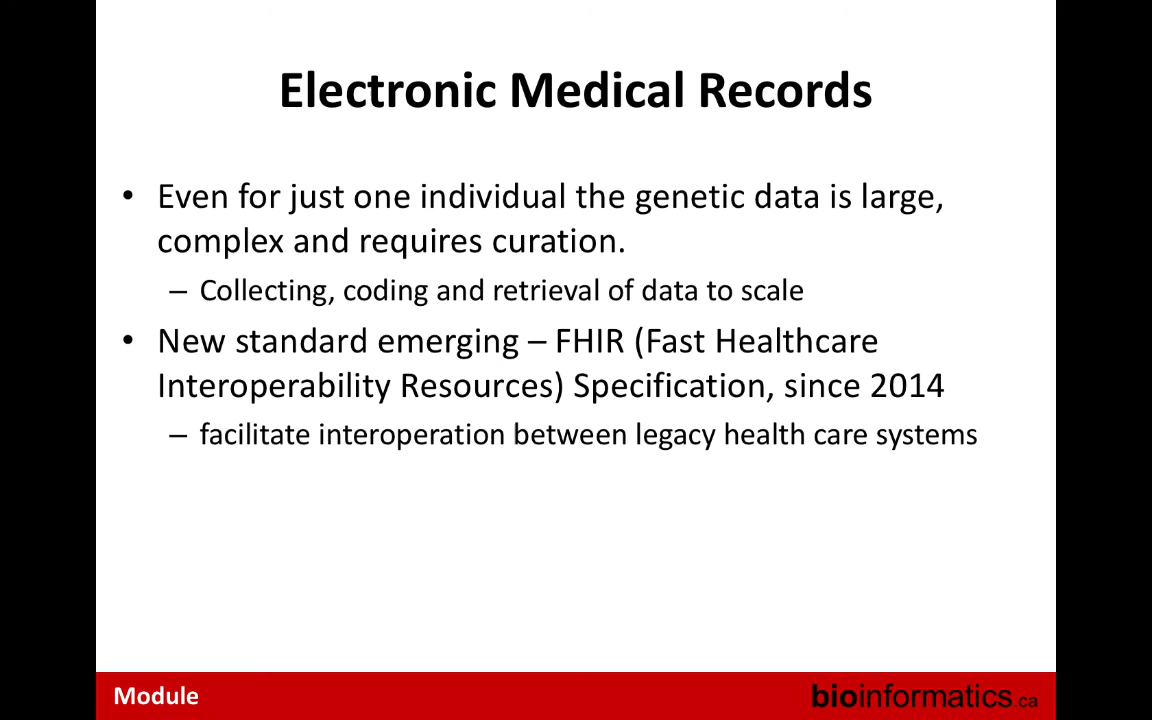 Electronic Medical Records
• Even for just one individual the genetic data is large,
complex and requires curation.
– Collecting, coding and retrieval of data to scale
• New standard emerging – FHIR (Fast Healthcare
Interoperability Resources) Specification, since 2014
– facilitate interoperation between legacy health care systems
Module
bioinformatics.ca